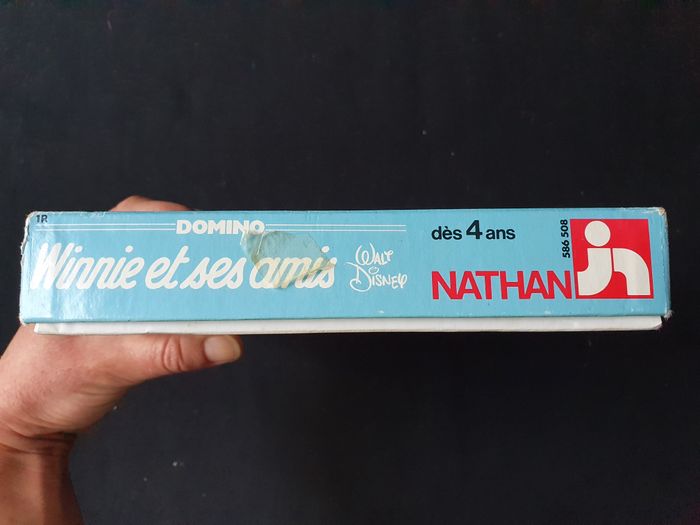 1R
DOMINO
Winnie et ses amis
WALT
DISNEY
dès 4 ans
NATHAN
586 508